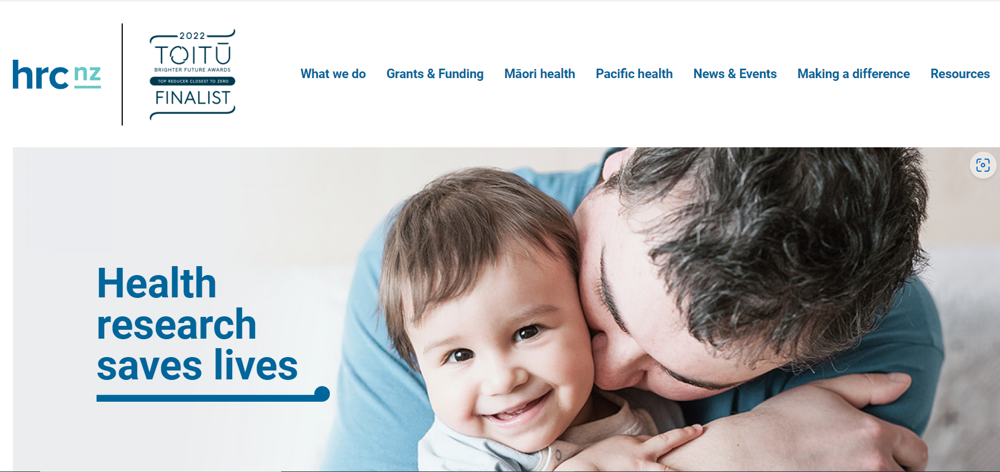 hrc nz
2022
TOITŪ
BRIGHTER FUTURE AWARDS
TOP REDUCER CLOSEST TO ZERO
FINALIST
What we do Grants & Funding Māori health Pacific health News & Events Making a difference Resources
Health
research
saves lives